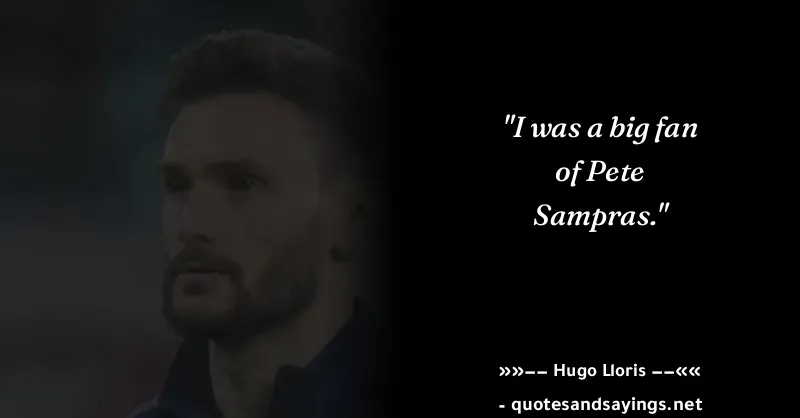 "I was a big fan
of Pete
Sampras."
»»−− Hugo Lloris −−««
- quotesandsayings.net